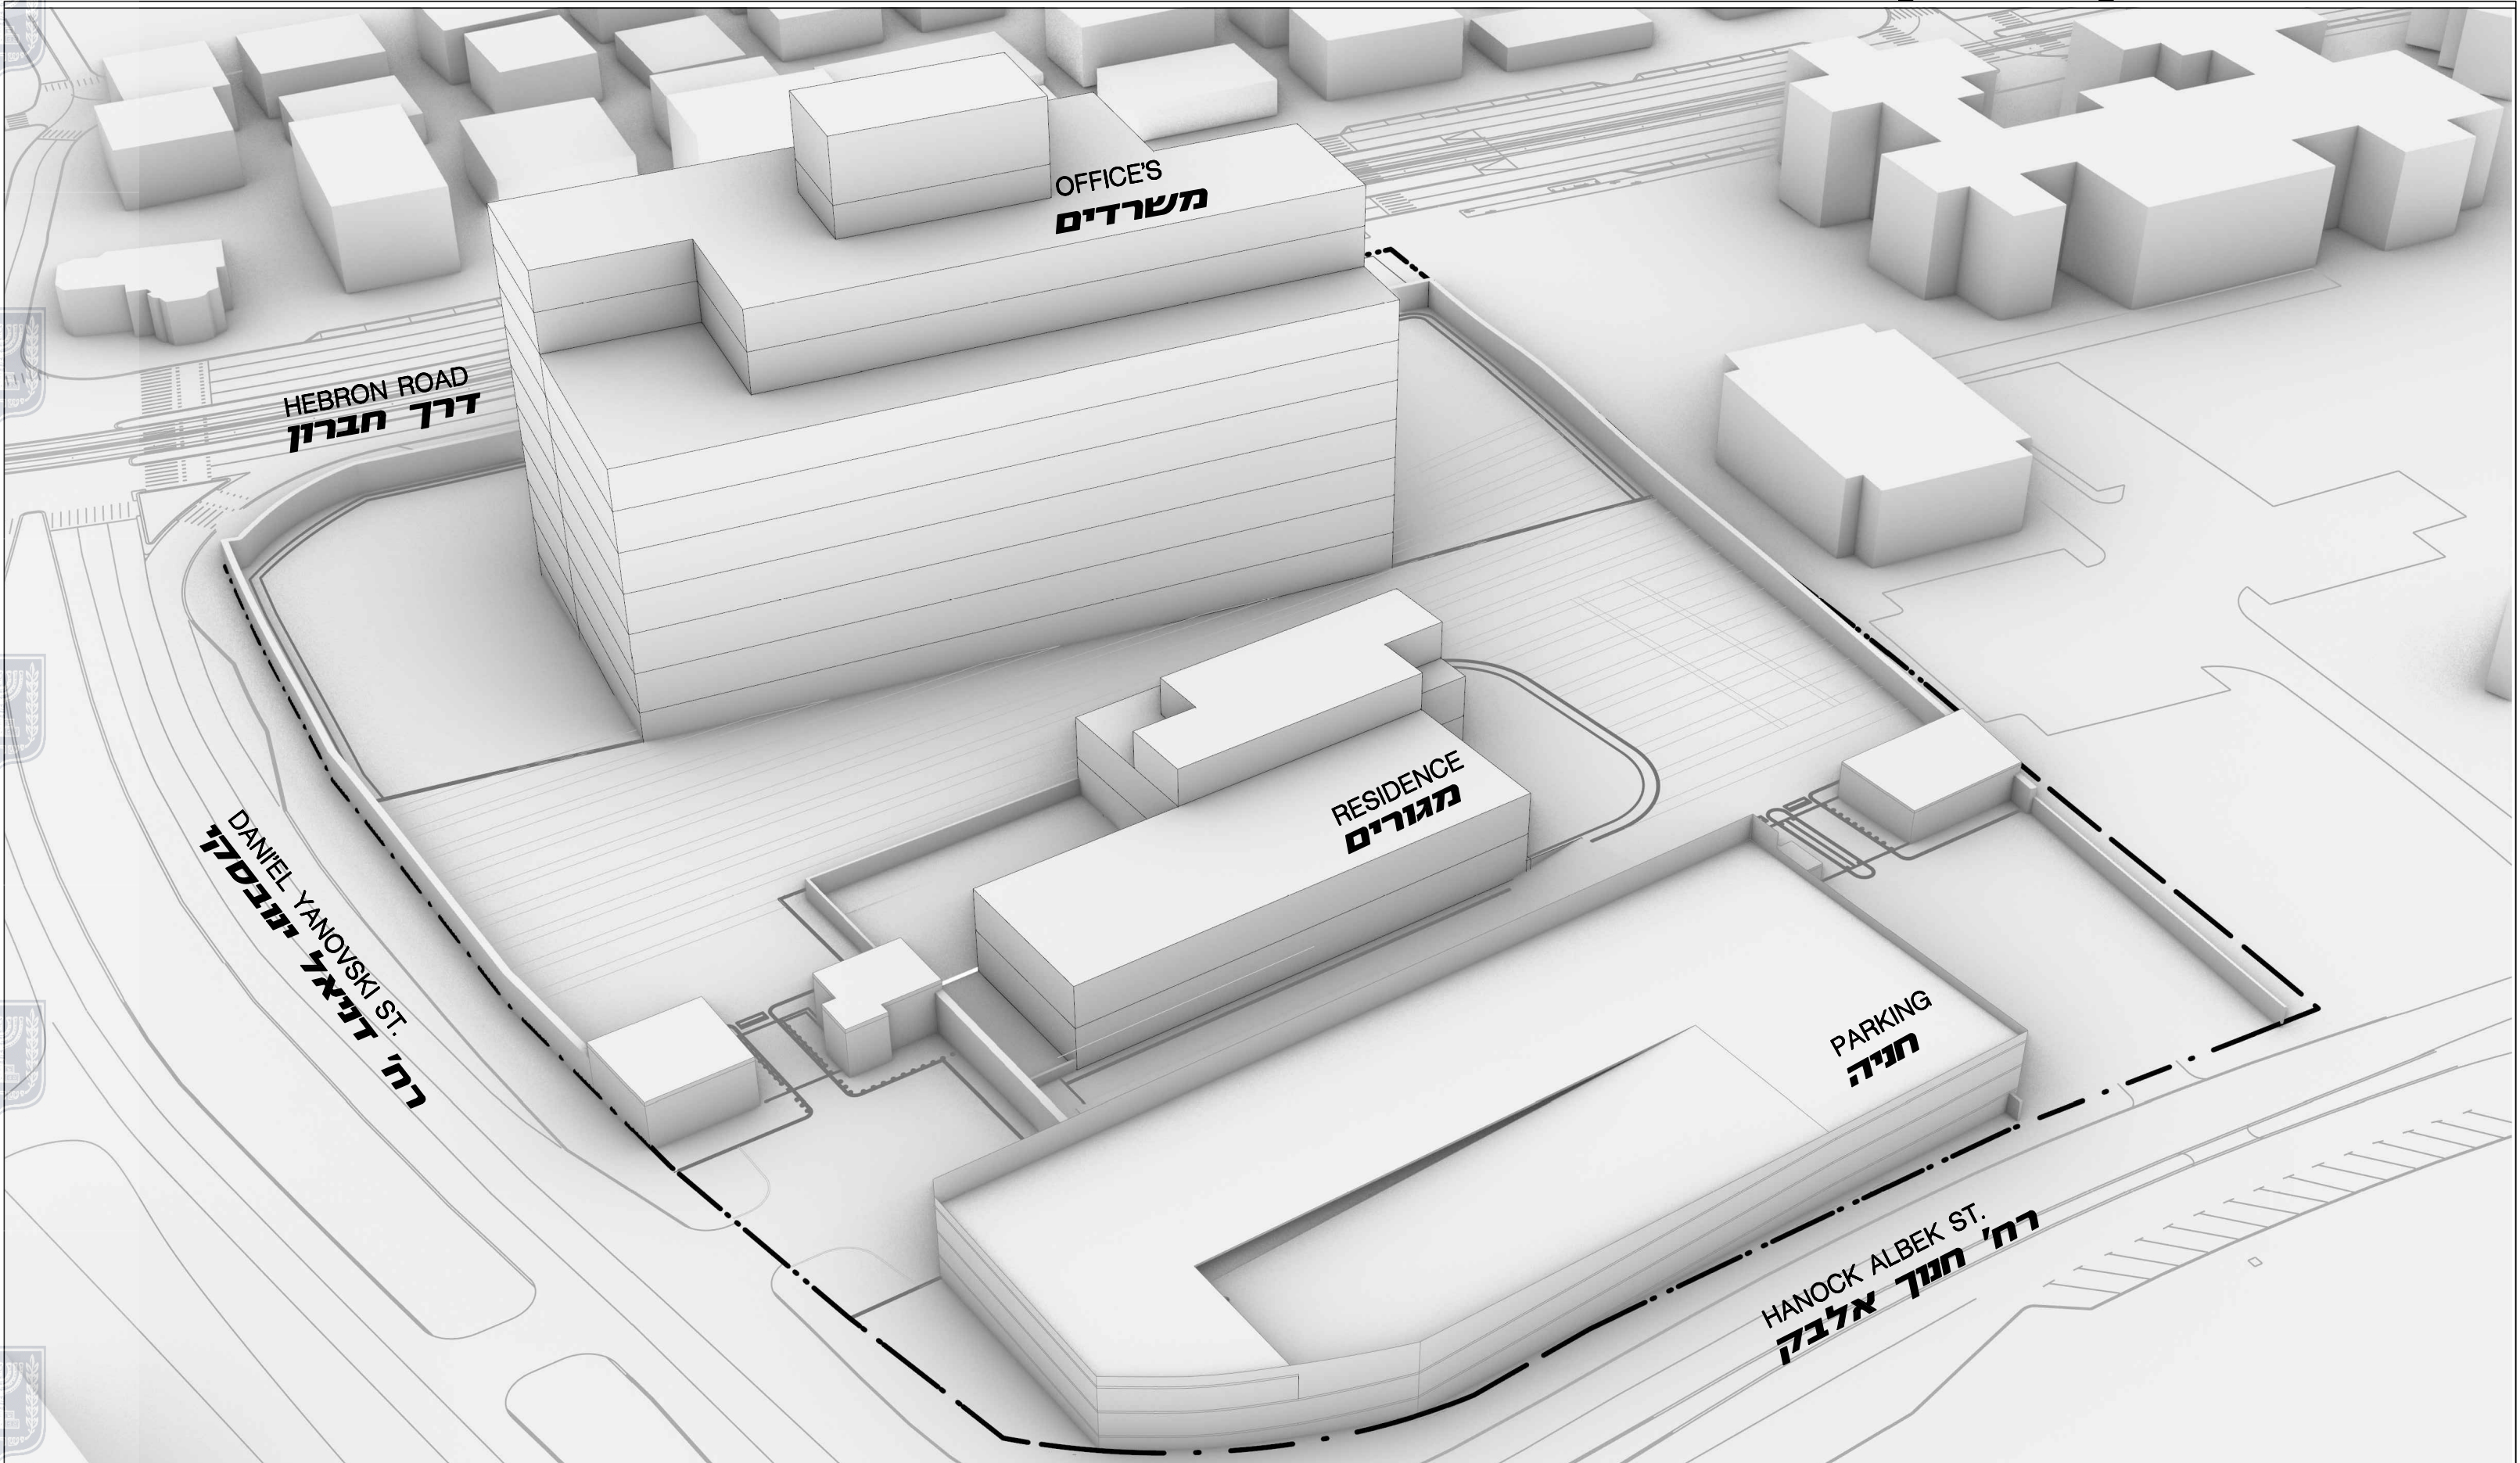 OFFICE'S
משרדים
HEBRON ROAD
דרך חברון
RESIDENCE
מגורים
DANI'EL YANOVSKI ST.
רח' דניאל ינובסקי
PARKING
חניה
HANOCK ALBEK ST.
רח' חנוך אלבק